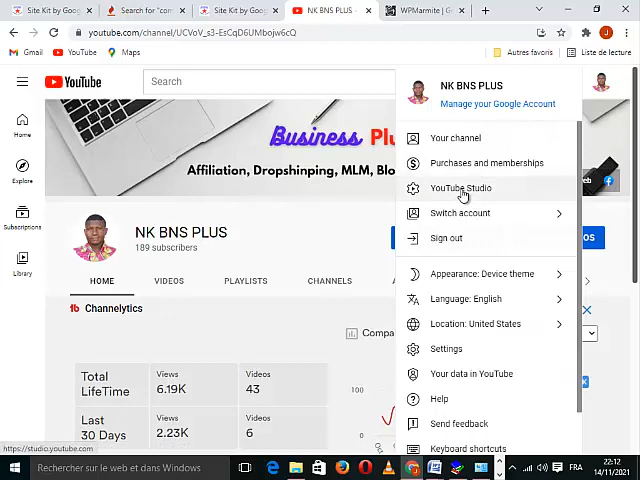 Site Kit by Goog
Search for "com
Site Kit by Goog
NK BNS PLUS
WPMarmite | Ge
youtube.com/channel/UCVoV_s3-EsCqD6UMbojw6cQ
Gmail
YouTube
Maps
Autres favoris
Liste de lecture
YouTube
Search
NK BNS PLUS
Manage your Google Account
Home
Explore
Library
Business Plu
Affiliation, Dropshinping, MLM, Blo
eb
NK BNS PLUS
189 subscribers
OS
HOME
VIDEOS
PLAYLISTS
CHANNELS
A
Your channel
Purchases and memberships
YouTube Studio
Switch account
Sign out
Appearance: Device theme
Language: English
Location: United States
Settings
Your data in YouTube
Help
Send feedback
Keyboard shortcuts
Channelytics
Compa
Total LifeTime
Views
6.19K
Videos
43
100
Last 30 Days
Views
2.23K
Videos
6
0
https://studio.youtube.com
Rechercher sur le web et dans Windows
FRA
22:12
14/11/2021